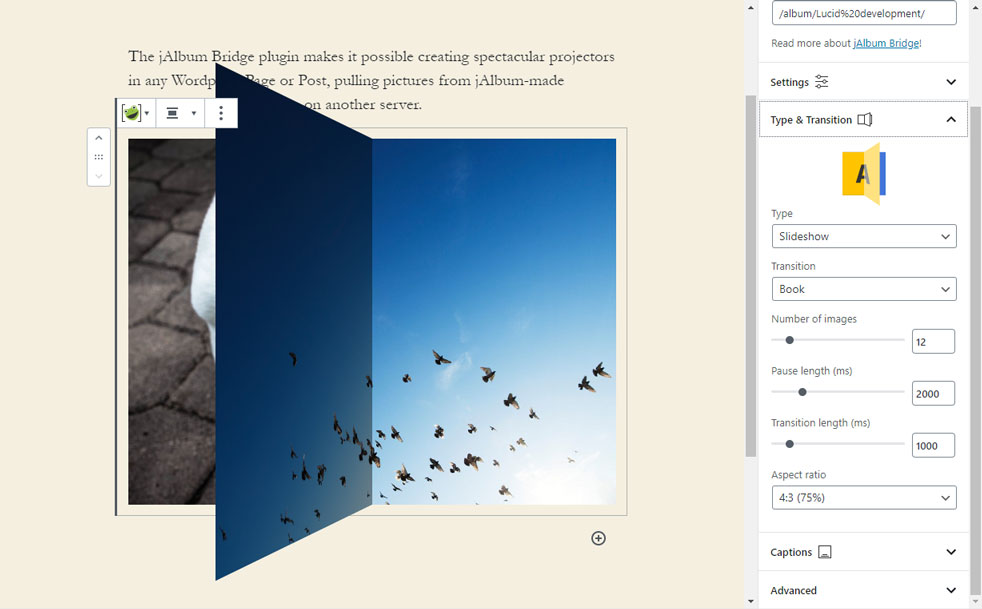 The jAlbum Bridge plugin makes it possible creating spectacular projectors
in any Wordp Page or Post, pulling pictures from jAlbum-made
on another server.
/album/Lucid%20development/
Read more about jAlbum Bridge!
Settings
Type & Transition
A
Type
Slideshow
Transition
Book
Number of images
12
Pause length (ms)
2000
Transition length (ms)
1000
Aspect ratio
4:3 (75%)
Captions
Advanced